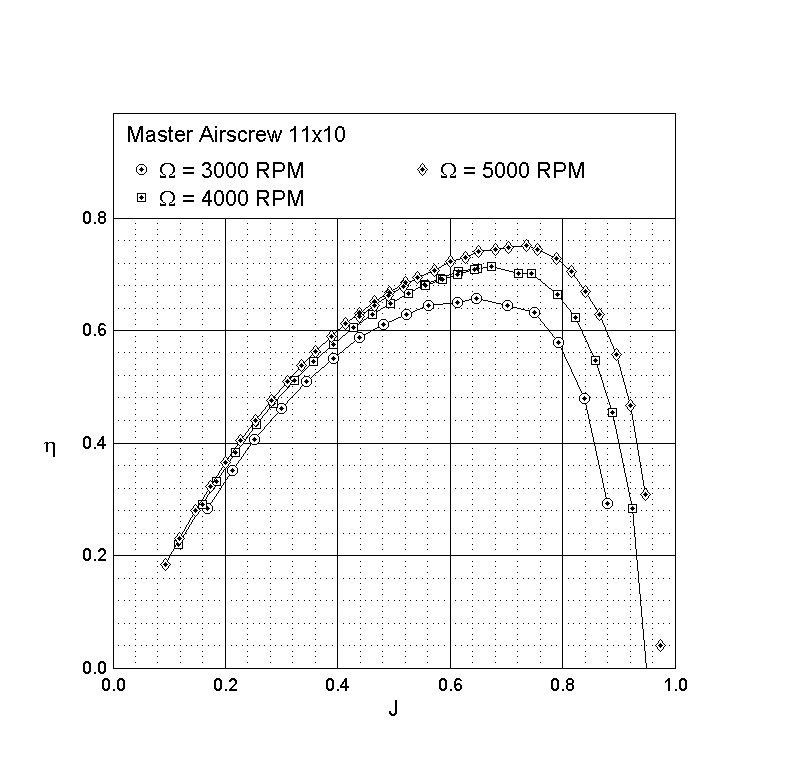 Master Airscrew 11x10
Ω = 3000 RPM
Ω = 5000 RPM
Ω = 4000 RPM
0.8
0.6
0.4
η
0.2
0.0
0.0 0.2 0.4 0.6 0.8 1.0
J